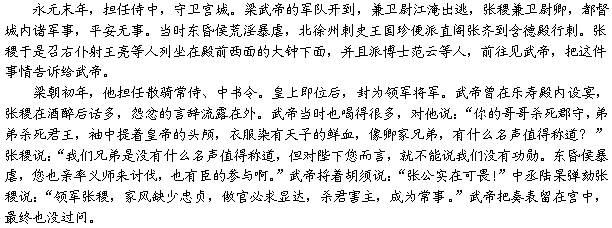 永元末年，担任侍中，守卫宫城。梁武帝的军队开到，兼卫尉江淹出逃，张稷兼卫尉卿，都督
城内诸军事，平安无事。当时东昏侯荒淫暴虐，北徐州刺史王国珍便派直阁张齐到含德殿行刺。张
稷于是召右仆射王亮等人列坐在殿前西面的大钟下面，并且派博士范云等人，前往见武帝，把这件
事情告诉给武帝。
梁朝初年，他担任散骑常侍、中书令。皇上即位后，封为领军将军。武帝曾在乐寿殿内设宴，
张稷在酒醉后话多，怨忿的言辞流露在外。武帝当时也喝得很多，对他说：“你的哥哥杀死郡守，弟
弟杀死君王，袖中提着皇帝的头颅，衣服染有天子的鲜血，像卿家兄弟，有什么名声值得称道？”
张稷说：“我们兄弟是没有什么名声值得称道，但对陛下您而言，就不能说我们没有功勋。东昏侯暴
虐，您也亲率义师来讨伐，也有臣的参与啊。”武帝捋着胡须说：“张公实在可畏！”中丞陆杲弹劾张
稷说：“领军张稷，家风缺少忠贞，做官必求显达，杀君害主，成为常事。”武帝把奏表留在宫中，
最终也没过问。